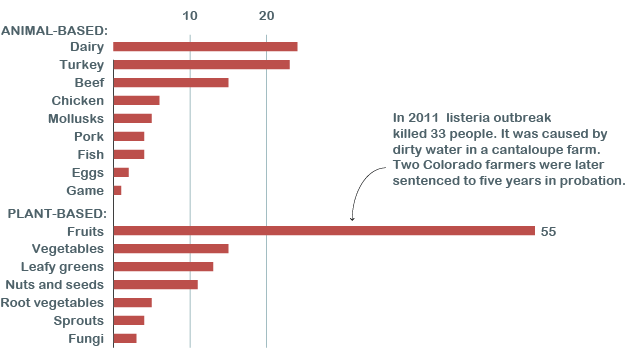 10 20
ANIMAL-BASED:
Dairy
Turkey
Beef
Chicken
Mollusks
Pork
Fish
Eggs
Game
In 2011 listeria outbreak
killed 33 people. It was caused by
dirty water in a cantaloupe farm.
Two Colorado farmers were later
sentenced to five years in probation.
PLANT-BASED:
Fruits 55
Vegetables
Leafy greens
Nuts and seeds
Root vegetables
Sprouts
Fungi